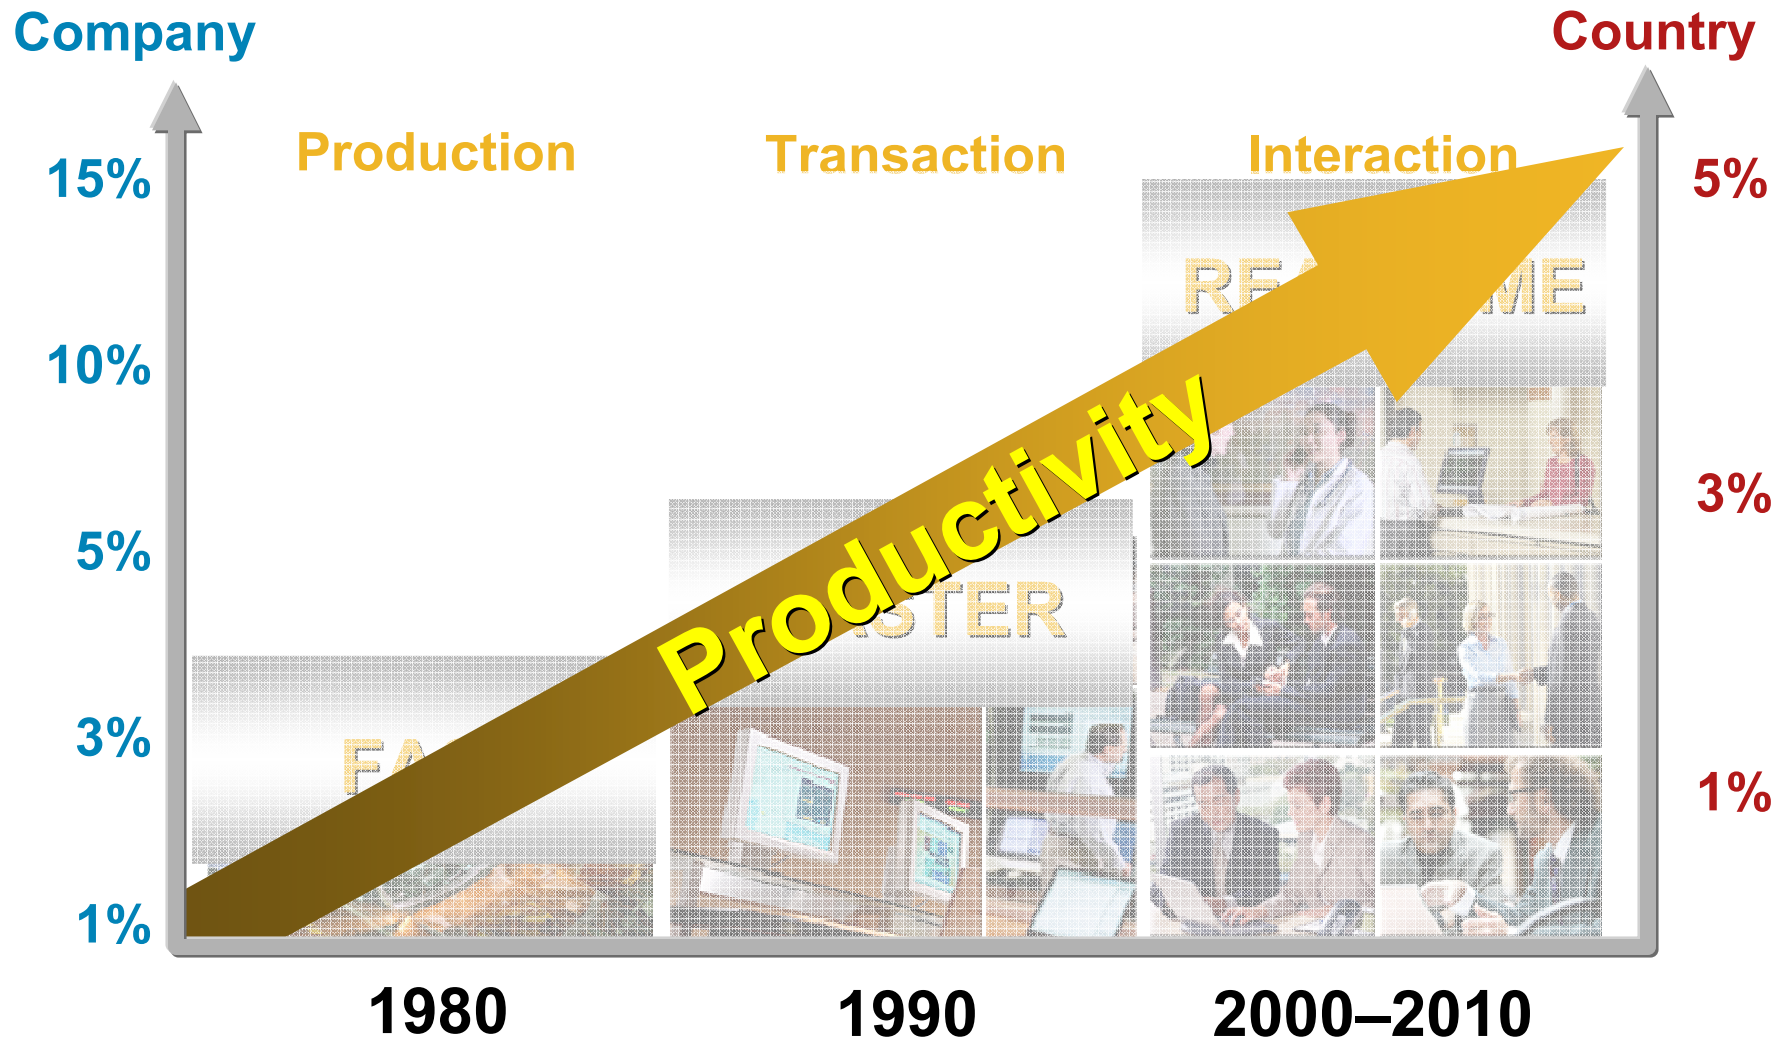 Company
Country
Production
Transaction
Interaction
15%
5%
10%
3%
5%
3%
1%
1%
Productivity
1980
1990
2000–2010